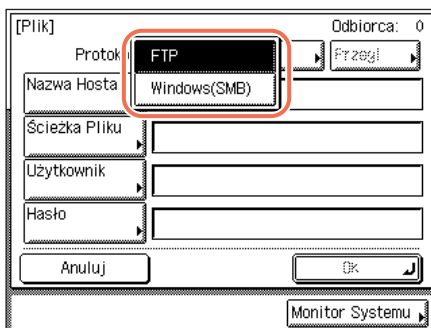 [Plik] Odbiorca: 0
Protok FTP Przegl
Windows(SMB)
Nazwa Hosta
Ścieżka Pliku
Użytkownik
Hasło
Anuluj Ok
Monitor Systemu